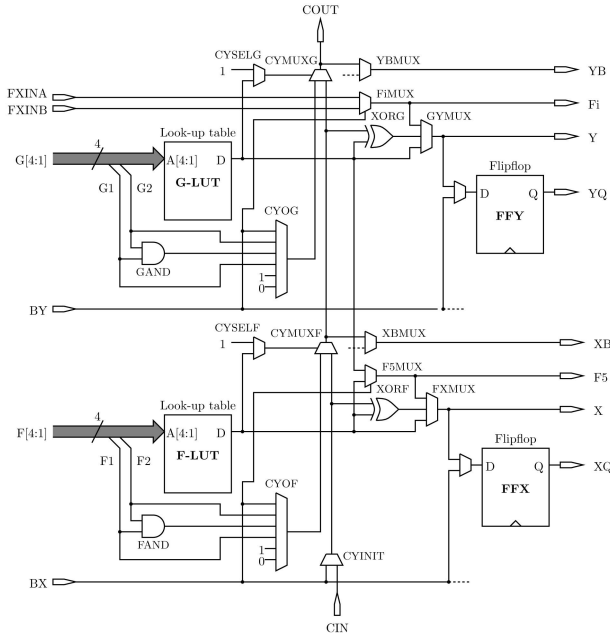 COUT
CYSELG
CYMUXG
YBMUX
1
YB
FXINA
FXINB
FiMUX
Fi
XORG
GYMUX
Look-up table
Y
G[4:1]
4
A[4:1]
D
G-LUT
G1
G2
Flipflop
D
Q
YQ
FFY
CYOG
GAND
1
0
BY
CYSELF
CYMUXF
XBMUX
1
XB
F5MUX
F5
XORF
FXMUX
Look-up table
X
F[4:1]
4
A[4:1]
D
F-LUT
F1
F2
Flipflop
D
Q
XQ
FFX
CYOF
FAND
1
0
CYINIT
BX
CIN